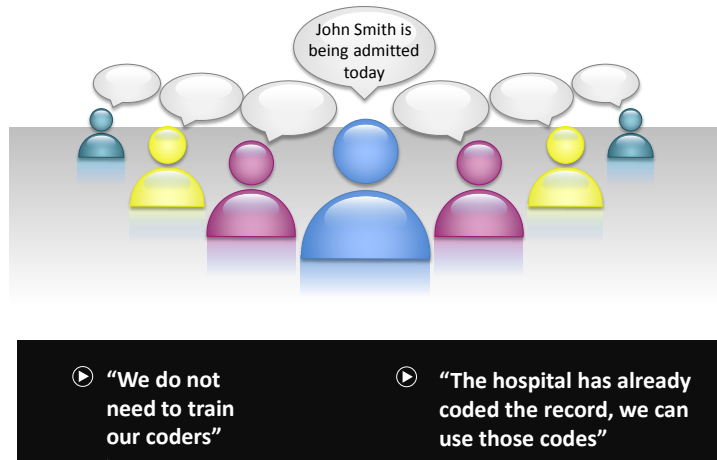 John Smith is
being admitted
today
“We do not
need to train
our coders”
“The hospital has already
coded the record, we can
use those codes”